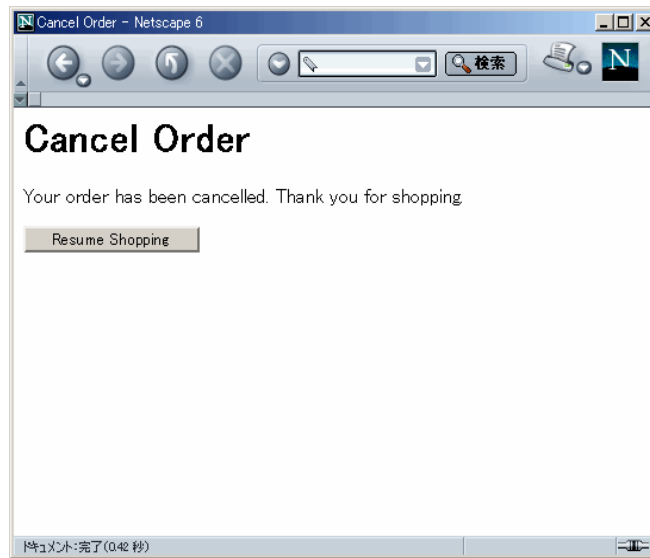 Cancel Order - Netscape 6
検索
N
Cancel Order
Your order has been cancelled. Thank you for shopping.
Resume Shopping
ドキュメント:完了(0.42 秒)